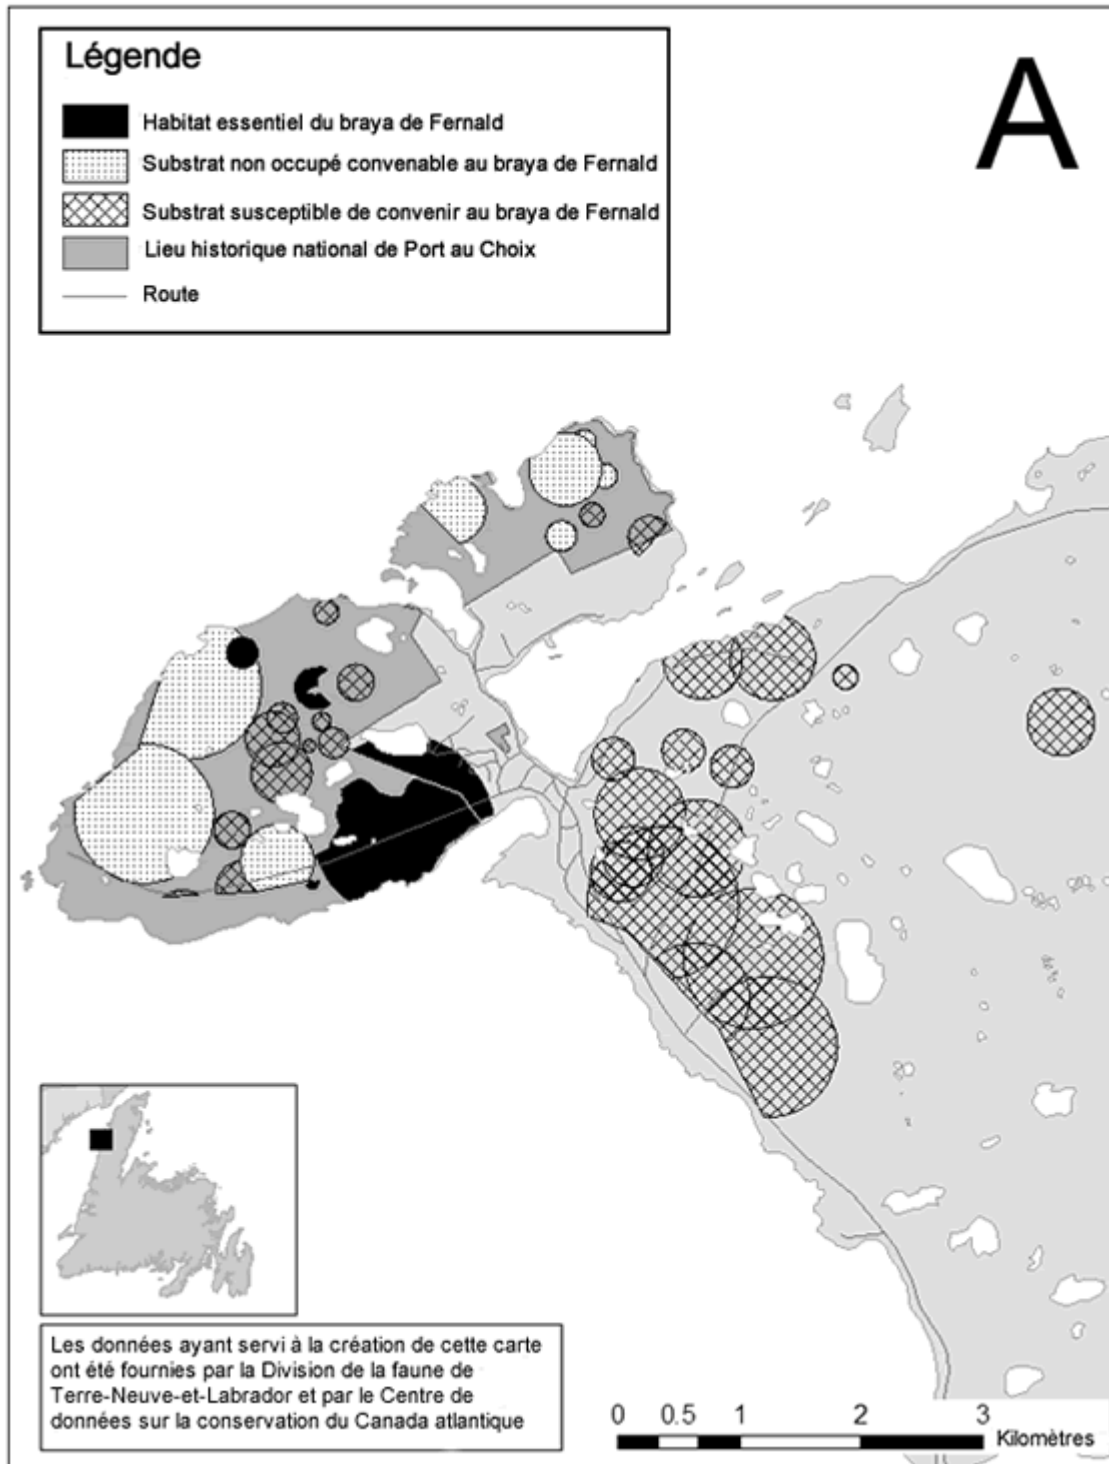 Légende
A
Habitat essentiel du braya de Fernald
Substrat non occupé convenable au braya de Fernald
Substrat susceptible de convenir au braya de Fernald
Lieu historique national de Port au Choix
Route
Les données ayant servi à la création de cette carte
ont été fournies par la Division de la faune de
Terre-Neuve-et-Labrador et par le Centre de
données sur la conservation du Canada atlantique
0 0.5 1 2 3
Kilomètres